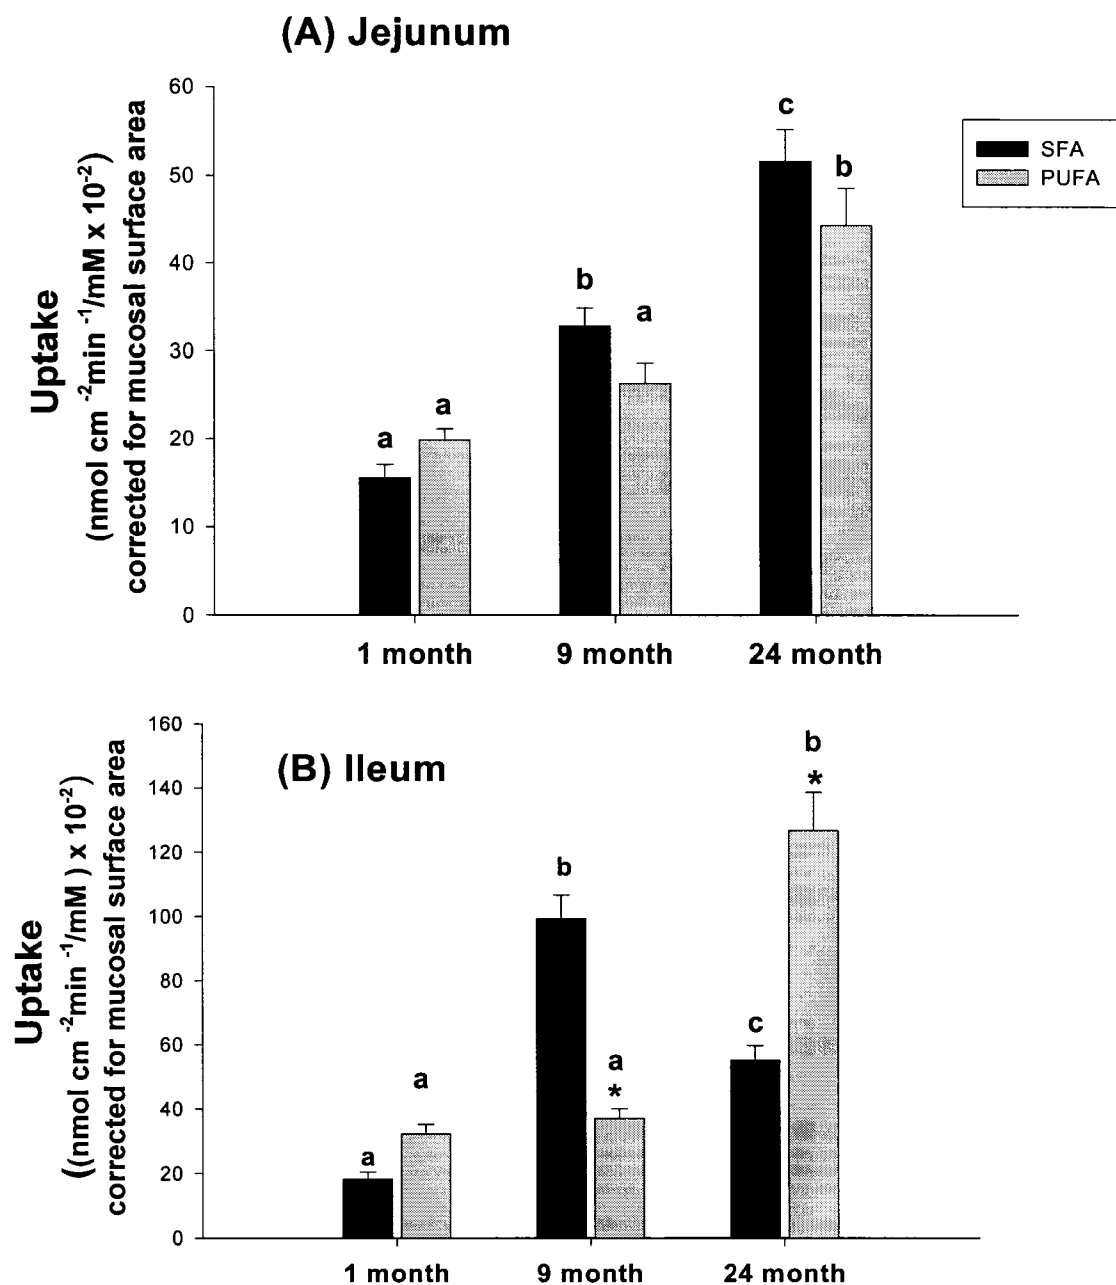 (A) Jejunum
Uptake
(nmol cm -2min -1/mM x 10-2)
corrected for mucosal surface area
60
50
40
30
20
10
0
a
a
b
a
c
b
SFA
PUFA
1 month
9 month
24 month
(B) Ileum
Uptake
((nmol cm -2min -1/mM ) x 10-2)
corrected for mucosal surface area
160
140
120
100
80
60
40
20
0
a
a
b
a
*
c
b
*
1 month
9 month
24 month